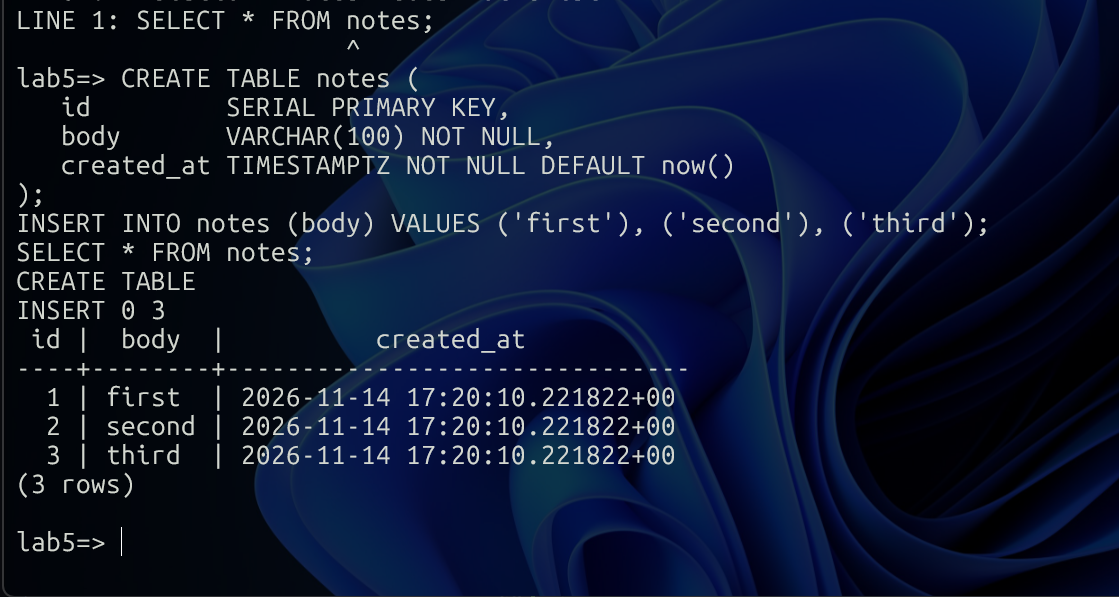 LINE 1: SELECT * FROM notes;
                      ^
lab5=> CREATE TABLE notes (
   id         SERIAL PRIMARY KEY,
   body       VARCHAR(100) NOT NULL,
   created_at TIMESTAMPTZ NOT NULL DEFAULT now()
);
INSERT INTO notes (body) VALUES ('first'), ('second'), ('third');
SELECT * FROM notes;
CREATE TABLE
INSERT 0 3
 id |  body  |          created_at
----+--------+-------------------------------
  1 | first  | 2026-11-14 17:20:10.221822+00
  2 | second | 2026-11-14 17:20:10.221822+00
  3 | third  | 2026-11-14 17:20:10.221822+00
(3 rows)

lab5=>